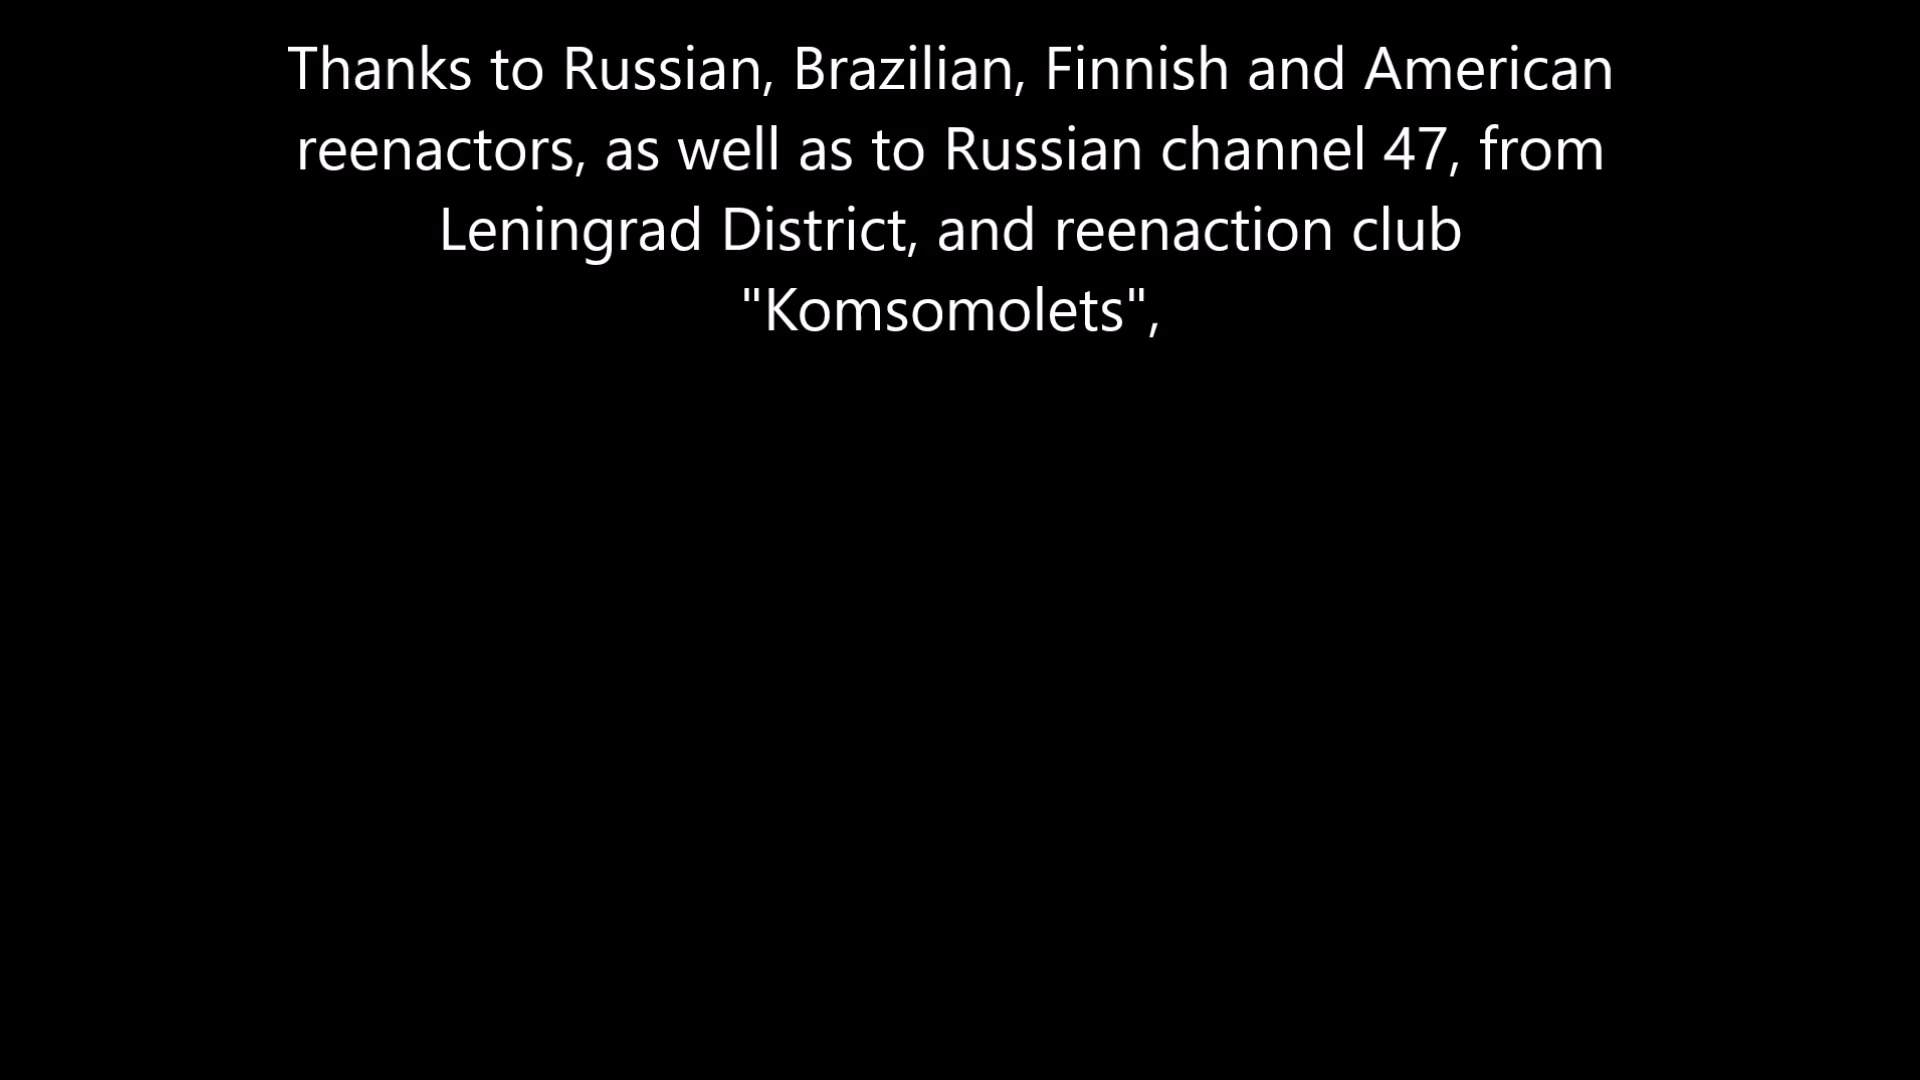 Thanks to Russian, Brazilian, Finnish and American
reenactors, as well as to Russian channel 47, from
Leningrad District, and reenaction club
"Komsomolets",